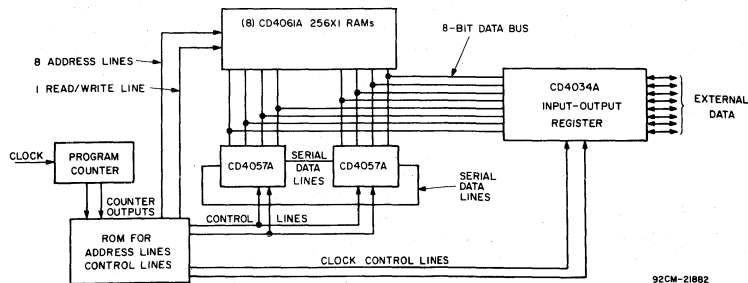 (8) CD4061A 256X1 RAMs
8-BIT DATA BUS
8 ADDRESS LINES
1 READ/WRITE LINE
CD4034A
INPUT-OUTPUT
REGISTER
EXTERNAL
DATA
CLOCK
PROGRAM
COUNTER
CD4057A
SERIAL
DATA
LINES
CD4057A
SERIAL
DATA
LINES
COUNTER
OUTPUTS
CONTROL LINES
ROM FOR
ADDRESS LINES
CONTROL LINES
CLOCK CONTROL LINES
92CM-21882